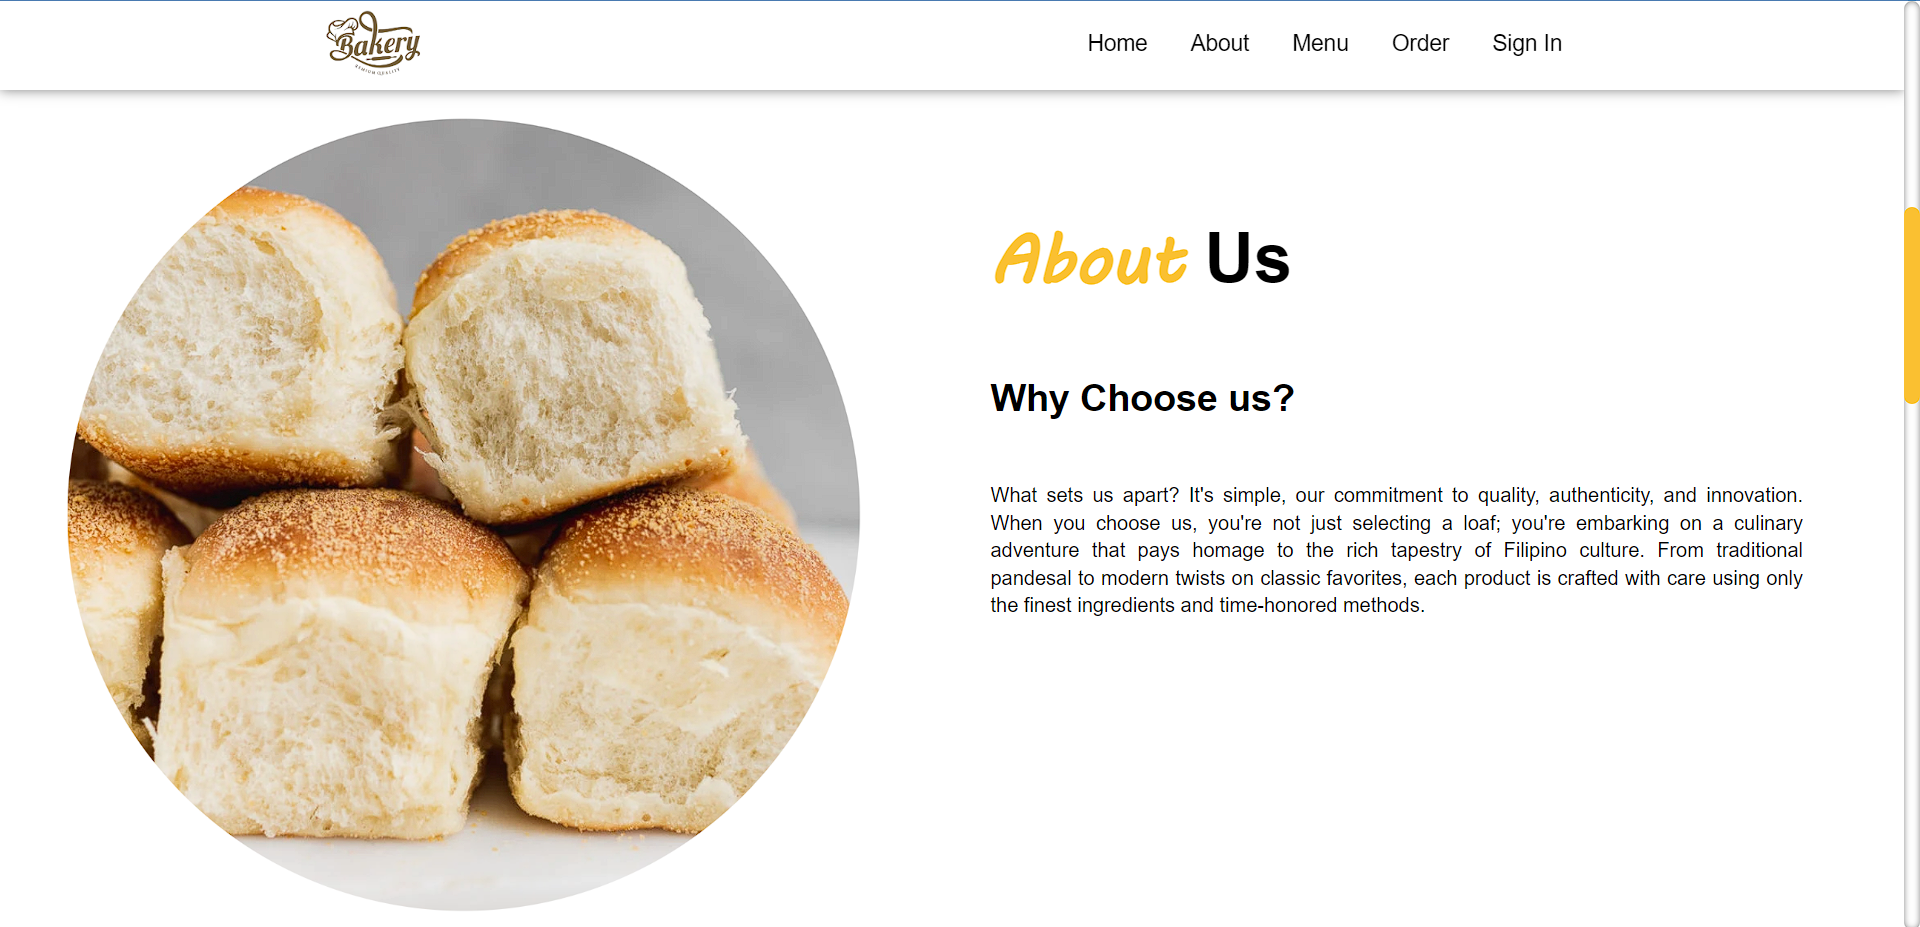 Bakery
Home About Menu Order Sign In
About Us
Why Choose us?
What sets us apart? It's simple, our commitment to quality, authenticity, and innovation.
When you choose us, you're not just selecting a loaf; you're embarking on a culinary
adventure that pays homage to the rich tapestry of Filipino culture. From traditional
pandesal to modern twists on classic favorites, each product is crafted with care using only
the finest ingredients and time-honored methods.